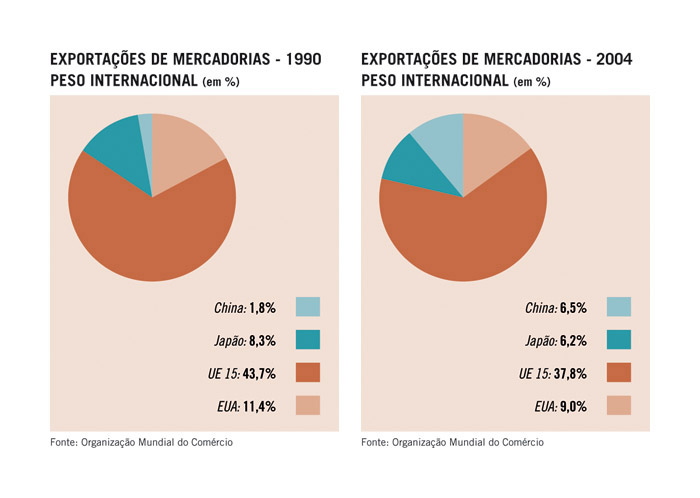 EXPORTAÇÕES DE MERCADORIAS - 1990
PESO INTERNACIONAL (em %)
China: 1,8%
Japão: 8,3%
UE 15: 43,7%
EUA: 11,4%
Fonte: Organização Mundial do Comércio
EXPORTAÇÕES DE MERCADORIAS - 2004
PESO INTERNACIONAL (em %)
China: 6,5%
Japão: 6,2%
UE 15: 37,8%
EUA: 9,0%
Fonte: Organização Mundial do Comércio